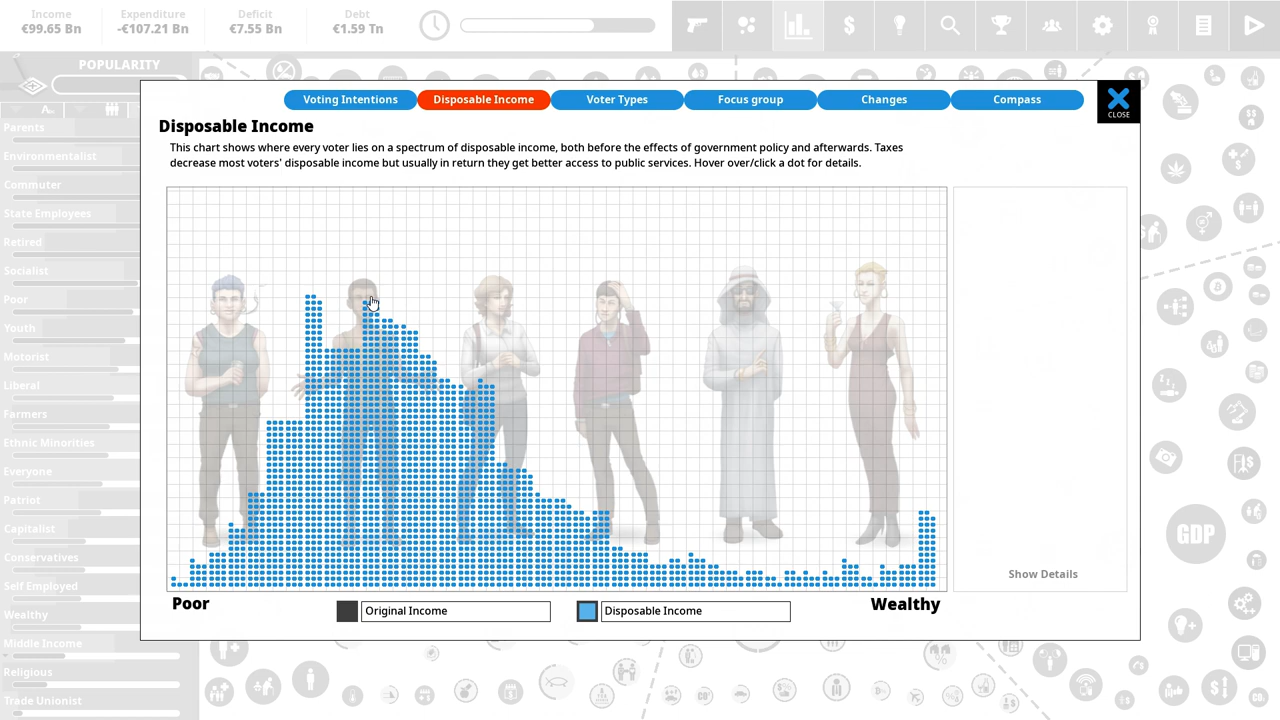 Income
Expenditure
Deficit
Debt
€99.65 Bn
-€107.21 Bn
€7.55 Bn
€1.59 Tn
POPULARITY
Voting Intentions
Disposable Income
Voter Types
Focus group
Changes
Compass
CLOSE
Disposable Income
This chart shows where every voter lies on a spectrum of disposable income, both before the effects of government policy and afterwards. Taxes
decrease most voters' disposable income but usually in return they get better access to public services. Hover over/click a dot for details.
Parents
Environmentalist
Commuter
State Employees
Retired
Socialist
Poor
Youth
Motorist
Liberal
Farmers
Ethnic Minorities
Everyone
Patriot
Capitalist
Conservatives
Self Employed
Wealthy
Middle Income
Religious
Trade Unionist
GDP
Show Details
Poor
Original Income
Disposable Income
Wealthy